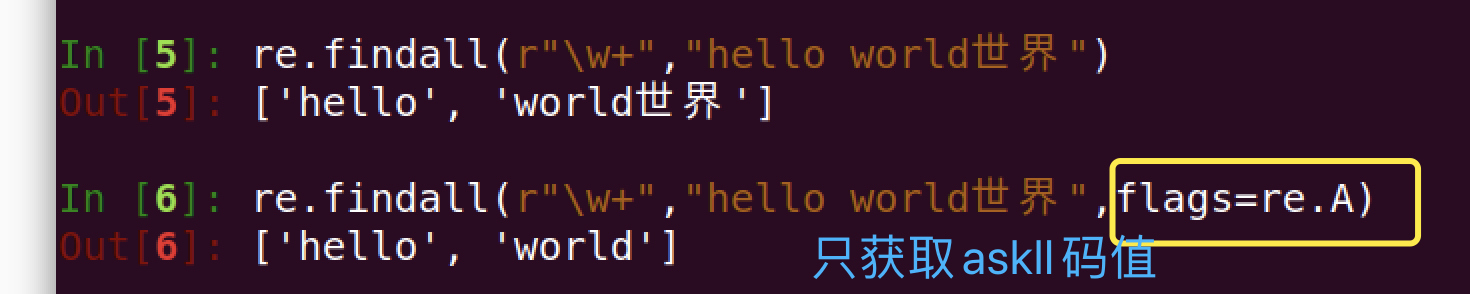 In [5]: re.findall(r"\w+","hello world世界")
Out[5]: ['hello', 'world世界']
In [6]: re.findall(r"\w+","hello world世界",flags=re.A)
Out[6]: ['hello', 'world']
只获取askII码值